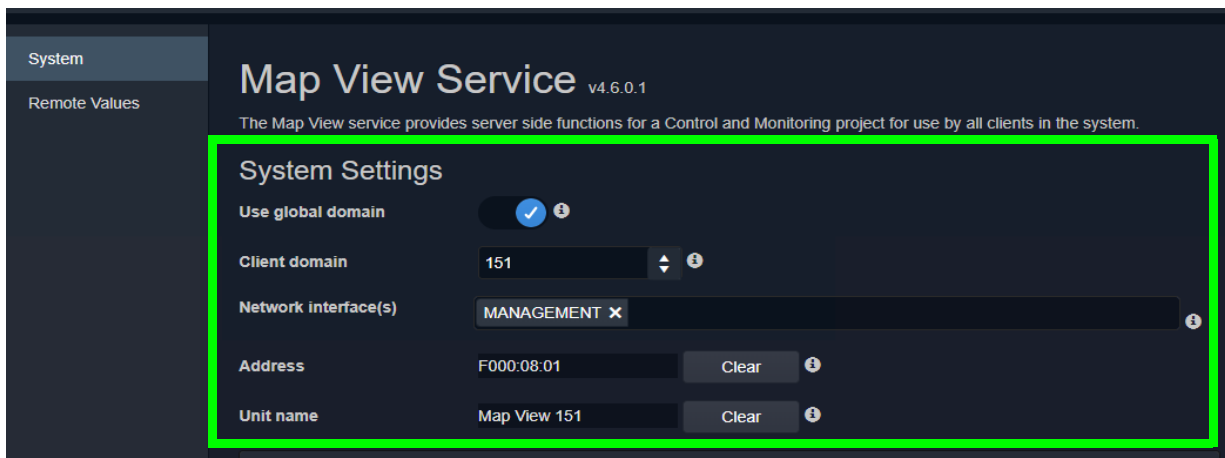 System
Remote Values
Map View Service v4.6.0.1
The Map View service provides server side functions for a Control and Monitoring project for use by all clients in the system.
System Settings
Use global domain
Client domain 151
Network interface(s) MANAGEMENT
Address F000:08:01 Clear
Unit name Map View 151 Clear